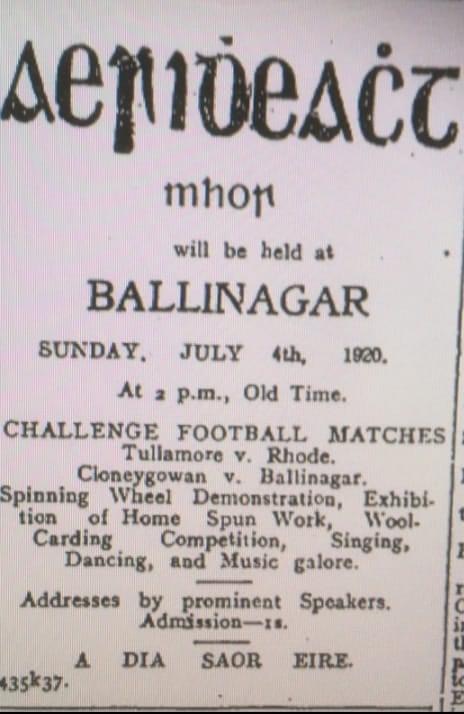 aeriḋeaċt
mhor
will be held at
BALLINAGAR
SUNDAY, JULY 4th, 1920.
At 2 p.m., Old Time.
CHALLENGE FOOTBALL MATCHES
Tullamore v. Rhode.
Cloneygowan v. Ballinagar.
Spinning Wheel Demonstration, Exhibi-
tion of Home Spun Work, Wool-
Carding Competition, Singing,
Dancing, and Music galore.
Addresses by prominent Speakers.
Admission—1s.
A DIA SAOR EIRE.
435k37.